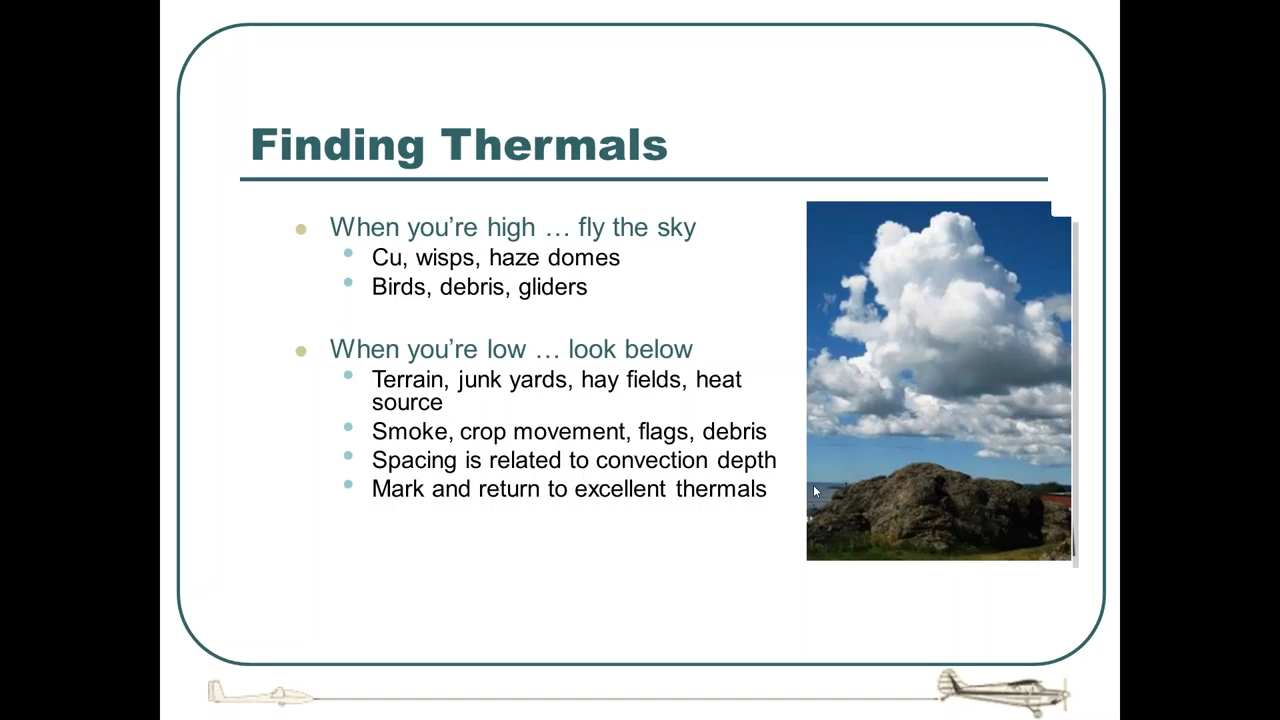 Finding Thermals
When you’re high … fly the sky
Cu, wisps, haze domes
Birds, debris, gliders
When you’re low … look below
Terrain, junk yards, hay fields, heat
source
Smoke, crop movement, flags, debris
Spacing is related to convection depth
Mark and return to excellent thermals